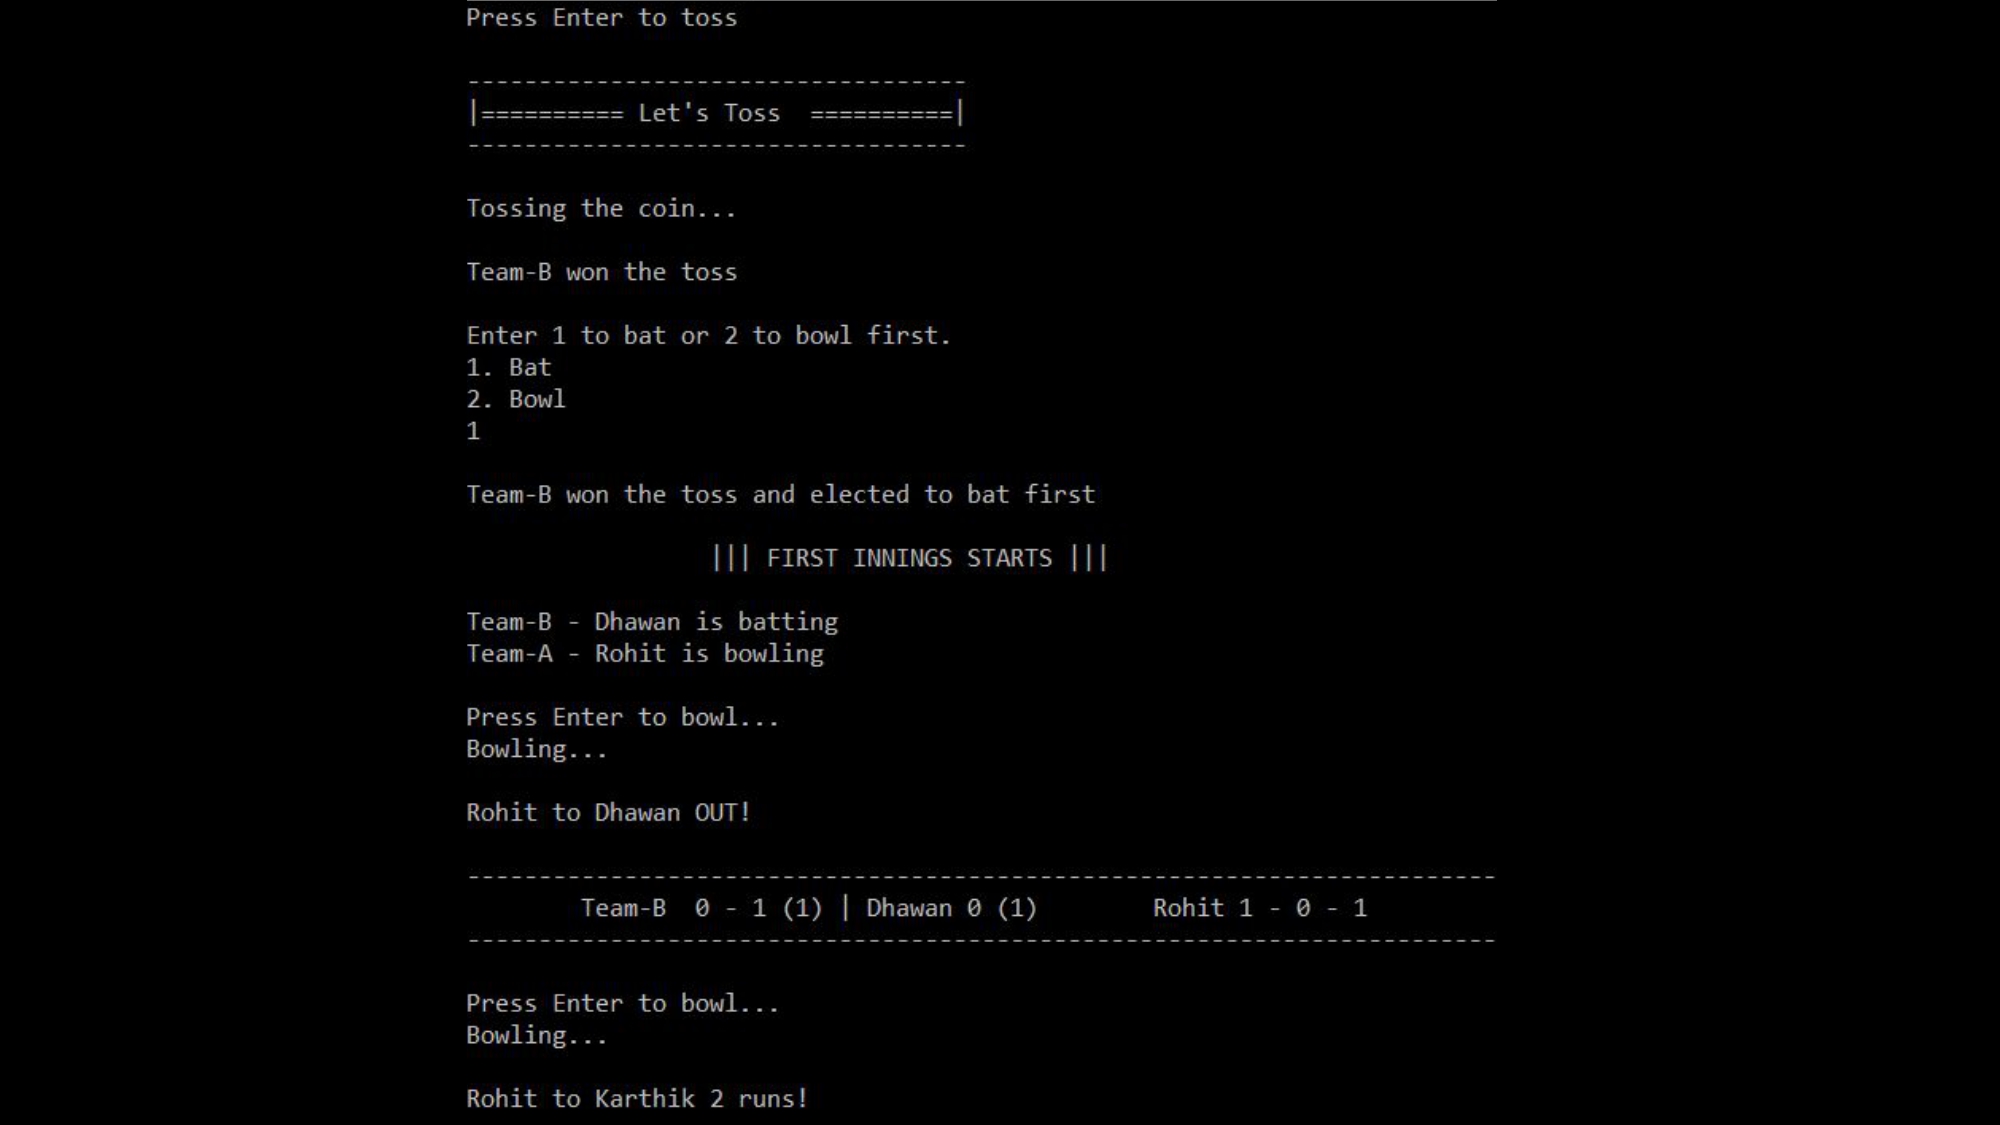 Press Enter to toss
-----------------------------------
|========== Let's Toss  ==========|
-----------------------------------
Tossing the coin...
Team-B won the toss
Enter 1 to bat or 2 to bowl first.
1. Bat
2. Bowl
1
Team-B won the toss and elected to bat first
||| FIRST INNINGS STARTS |||
Team-B - Dhawan is batting
Team-A - Rohit is bowling
Press Enter to bowl...
Bowling...
Rohit to Dhawan OUT!
------------------------------------------------------------------------
Team-B  0 - 1 (1) | Dhawan 0 (1)        Rohit 1 - 0 - 1
------------------------------------------------------------------------
Press Enter to bowl...
Bowling...
Rohit to Karthik 2 runs!